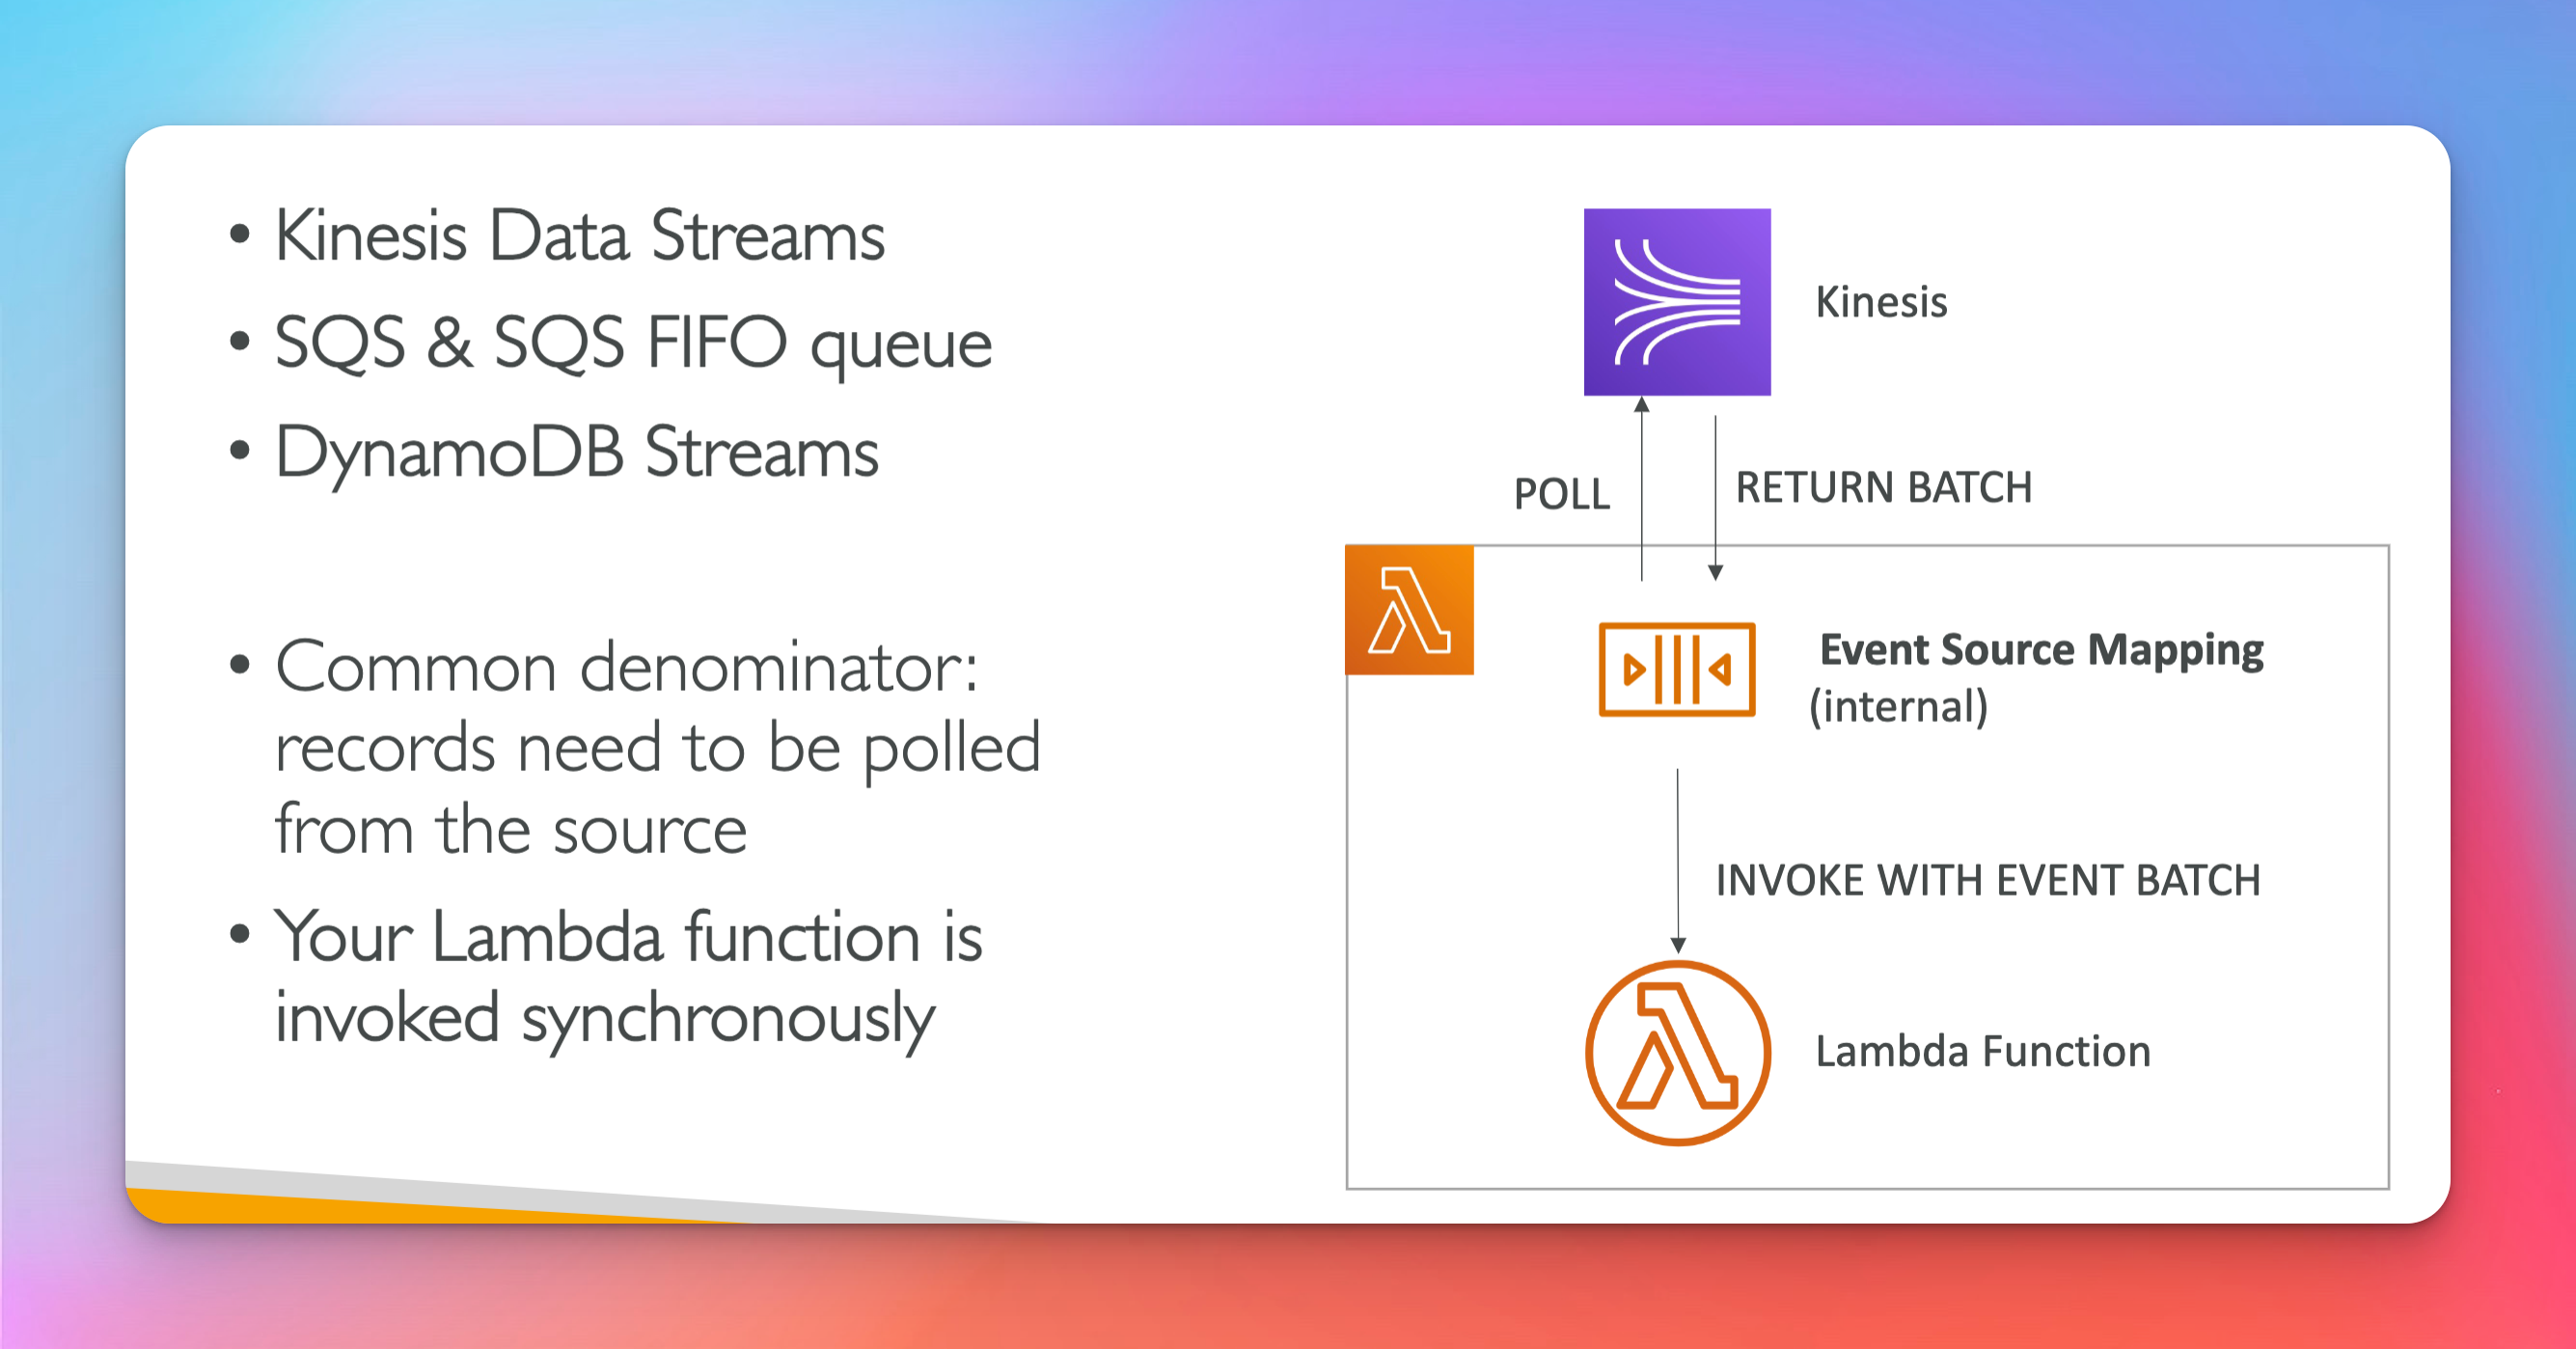 • Kinesis Data Streams
• SQS & SQS FIFO queue
• DynamoDB Streams
• Common denominator:
records need to be polled
from the source
• Your Lambda function is
invoked synchronously
Kinesis
POLL
RETURN BATCH
Event Source Mapping
(internal)
INVOKE WITH EVENT BATCH
Lambda Function